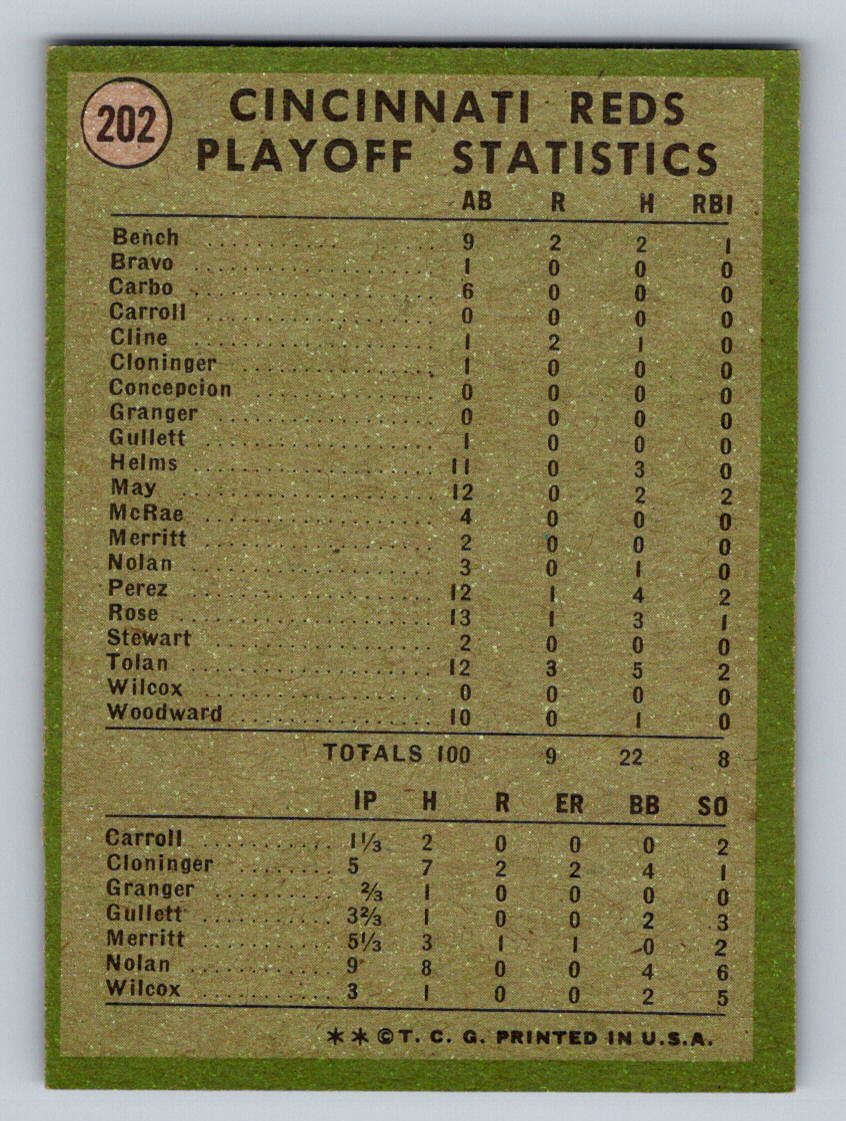 202
CINCINNATI REDS
PLAYOFF STATISTICS
AB R H RBI
Bench 9 2 2 1
Bravo 1 0 0 0
Carbo 6 0 0 0
Carroll 0 0 0 0
Cline 1 2 1 0
Cloninger 1 0 0 0
Concepcion 0 0 0 0
Granger 0 0 0 0
Gullett 1 0 0 0
Helms 11 0 3 0
May 12 0 2 2
McRae 4 0 0 0
Merritt 2 0 0 0
Nolan 3 0 1 0
Perez 12 1 4 2
Rose 13 1 3 1
Stewart 2 0 0 0
Tolan 12 3 5 2
Wilcox 0 0 0 0
Woodward 10 0 1 0
TOTALS 100 9 22 8
IP H R ER BB SO
Carroll 1 1/3 2 0 0 0 2
Cloninger 5 7 2 2 4 1
Granger 2/3 1 0 0 0 0
Gullett 3 2/3 1 0 0 2 3
Merritt 5 1/3 3 1 1 0 2
Nolan 9 8 0 0 4 6
Wilcox 3 1 0 0 2 5
** © T. C. G. PRINTED IN U.S.A.